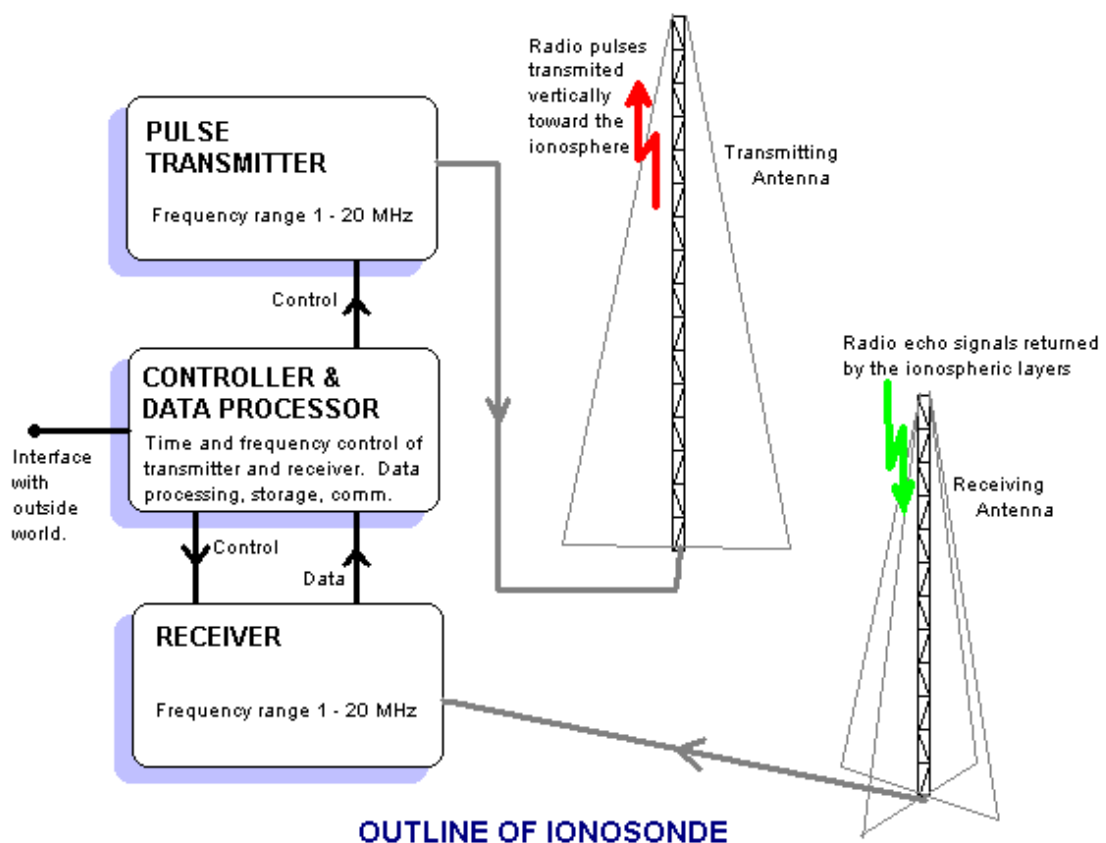 Radio pulses
transmited
vertically
toward the
ionosphere
PULSE
TRANSMITTER
Frequency range 1 - 20 MHz
Transmitting
Antenna
Control
CONTROLLER &
DATA PROCESSOR
Time and frequency control of
transmitter and receiver. Data
processing, storage, comm.
Interface
with
outside
world.
Radio echo signals returned
by the ionospheric layers
Receiving
Antenna
Control
Data
RECEIVER
Frequency range 1 - 20 MHz
OUTLINE OF IONOSONDE